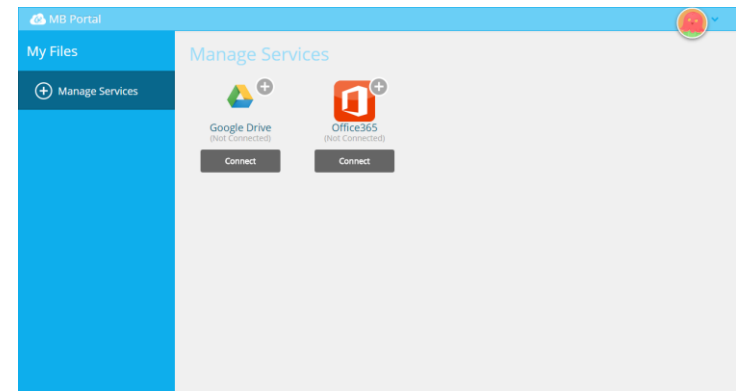 MB Portal
My Files
Manage Services
Manage Services
Google Drive
(Not Connected)
Connect
Office365
(Not Connected)
Connect